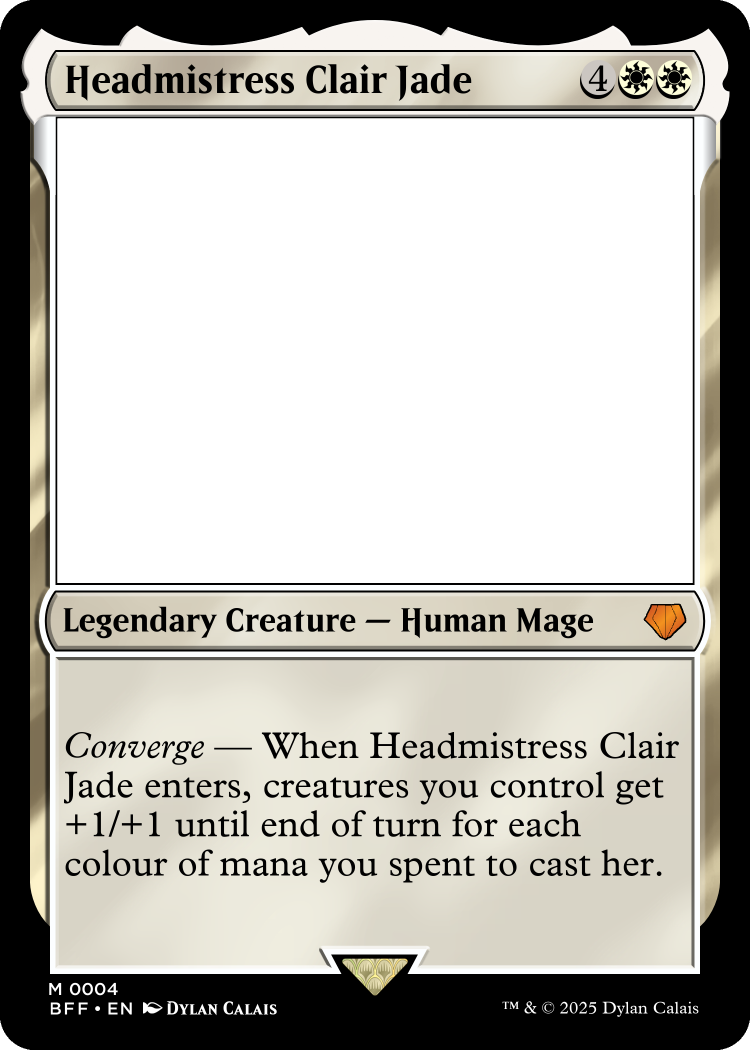 Headmistress Clair Jade 4
Legendary Creature — Human Mage
Converge — When Headmistress Clair
Jade enters, creatures you control get
+1/+1 until end of turn for each
colour of mana you spent to cast her.
M 0004
BFF • EN Dylan Calais
™ & © 2025 Dylan Calais